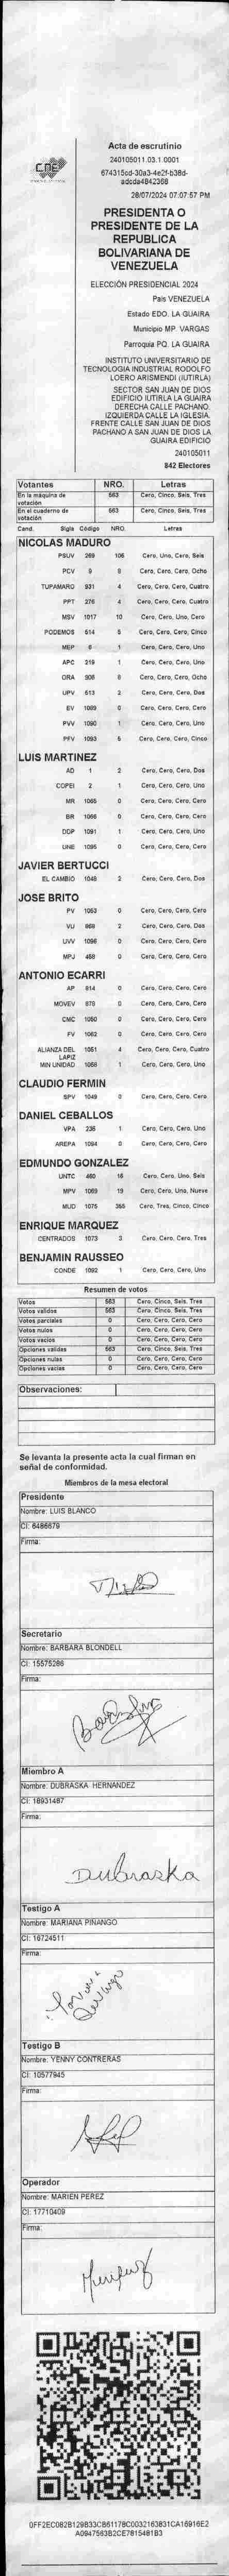 CNE
Acta de escrutinio
240105011.03.1.0001
674315cd-30a3-4e2f-b38d-
adcda4842368
28/07/2024 07:07:57 PM
PRESIDENTA O
PRESIDENTE DE LA
REPUBLICA
BOLIVARIANA DE
VENEZUELA
ELECCIÓN PRESIDENCIAL 2024
País VENEZUELA
Estado EDO. LA GUAIRA
Municipio MP. VARGAS
Parroquia PQ. LA GUAIRA
INSTITUTO UNIVERSITARIO DE
TECNOLOGIA INDUSTRIAL RODOLFO
LOERO ARISMENDI (IUTIRLA)
SECTOR SAN JUAN DE DIOS
EDIFICIO IUTIRLA LA GUAIRA
DERECHA CALLE PACHANO.
IZQUIERDA CALLE LA IGLESIA.
FRENTE CALLE SAN JUAN DE DIOS
PACHANO A SAN JUAN DE DIOS LA
GUAIRA EDIFICIO
240105011
842 Electores
Votantes NRO. Letras
En la máquina de votación 563 Cero, Cinco, Seis, Tres
En el cuaderno de votación 563 Cero, Cinco, Seis, Tres
Cand. Sigla Código NRO. Letras
NICOLAS MADURO
PSUV 269 106 Cero, Uno, Cero, Seis
PCV 9 8 Cero, Cero, Cero, Ocho
TUPAMARO 931 4 Cero, Cero, Cero, Cuatro
PPT 276 4 Cero, Cero, Cero, Cuatro
MSV 1017 10 Cero, Cero, Uno, Cero
PODEMOS 514 5 Cero, Cero, Cero, Cinco
MEP 6 1 Cero, Cero, Cero, Uno
APC 219 1 Cero, Cero, Cero, Uno
ORA 906 8 Cero, Cero, Cero, Ocho
UPV 613 2 Cero, Cero, Cero, Dos
EV 1089 0 Cero, Cero, Cero, Cero
PVV 1090 1 Cero, Cero, Cero, Uno
PFV 1093 5 Cero, Cero, Cero, Cinco
LUIS MARTINEZ
AD 1 2 Cero, Cero, Cero, Dos
COPEI 2 1 Cero, Cero, Cero, Uno
MR 1065 0 Cero, Cero, Cero, Cero
BR 1066 0 Cero, Cero, Cero, Cero
DDP 1091 1 Cero, Cero, Cero, Uno
UNE 1095 0 Cero, Cero, Cero, Cero
JAVIER BERTUCCI
EL CAMBIO 1048 2 Cero, Cero, Cero, Dos
JOSE BRITO
PV 1053 0 Cero, Cero, Cero, Cero
VU 868 2 Cero, Cero, Cero, Dos
UVV 1096 0 Cero, Cero, Cero, Cero
MPJ 458 0 Cero, Cero, Cero, Cero
ANTONIO ECARRI
AP 914 0 Cero, Cero, Cero, Cero
MOVEV 878 0 Cero, Cero, Cero, Cero
CMC 1050 0 Cero, Cero, Cero, Cero
FV 1062 0 Cero, Cero, Cero, Cero
ALIANZA DEL LAPIZ 1051 4 Cero, Cero, Cero, Cuatro
MIN UNIDAD 1058 1 Cero, Cero, Cero, Uno
CLAUDIO FERMIN
SPV 1049 0 Cero, Cero, Cero, Cero
DANIEL CEBALLOS
VPA 236 1 Cero, Cero, Cero, Uno
AREPA 1094 0 Cero, Cero, Cero, Cero
EDMUNDO GONZALEZ
UNTC 460 16 Cero, Cero, Uno, Seis
MPV 1069 19 Cero, Cero, Uno, Nueve
MUD 1075 355 Cero, Tres, Cinco, Cinco
ENRIQUE MARQUEZ
CENTRADOS 1073 3 Cero, Cero, Cero, Tres
BENJAMIN RAUSSEO
CONDE 1092 1 Cero, Cero, Cero, Uno
Resumen de votos
Votos 563 Cero, Cinco, Seis, Tres
Votos validos 563 Cero, Cinco, Seis, Tres
Votos parciales 0 Cero, Cero, Cero, Cero
Votos nulos 0 Cero, Cero, Cero, Cero
Votos vacios 0 Cero, Cero, Cero, Cero
Opciones validas 563 Cero, Cinco, Seis, Tres
Opciones nulas 0 Cero, Cero, Cero, Cero
Opciones vacias 0 Cero, Cero, Cero, Cero
Observaciones:
Se levanta la presente acta la cual firman en
señal de conformidad.
Miembros de la mesa electoral
Presidente
Nombre: LUIS BLANCO
CI: 6486679
Firma:
Secretario
Nombre: BARBARA BLONDELL
CI: 15575286
Firma:
Miembro A
Nombre: DUBRASKA HERNANDEZ
CI: 18931487
Firma:
Dubraska
Testigo A
Nombre: MARIANA PINANGO
CI: 16724511
Firma:
Testigo B
Nombre: YENNY CONTRERAS
CI: 10577945
Firma:
Operador
Nombre: MARIEN PEREZ
CI: 17710409
Firma:
0FF2EC082B129B33CB61178C0032163831CA16916E2
A0947563B2CE7815481B3